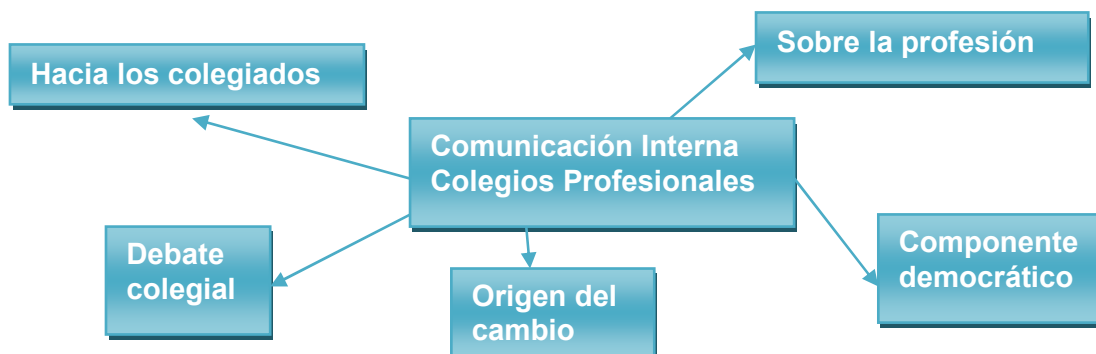 Sobre la profesión
Hacia los colegiados
Comunicación Interna
Colegios Profesionales
Debate
colegial
Componente
democrático
Origen del
cambio